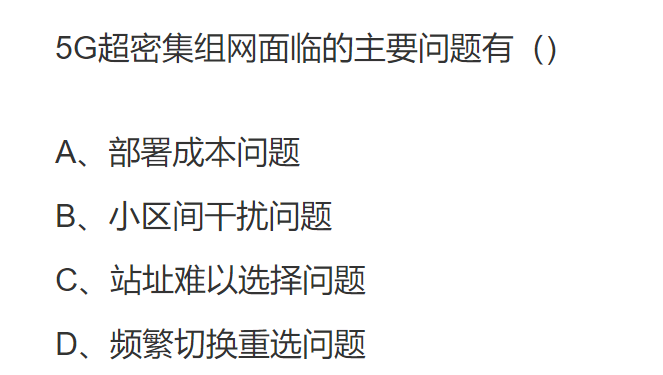 5G超密集组网面临的主要问题有（）
A、部署成本问题
B、小区间干扰问题
C、站址难以选择问题
D、频繁切换重选问题